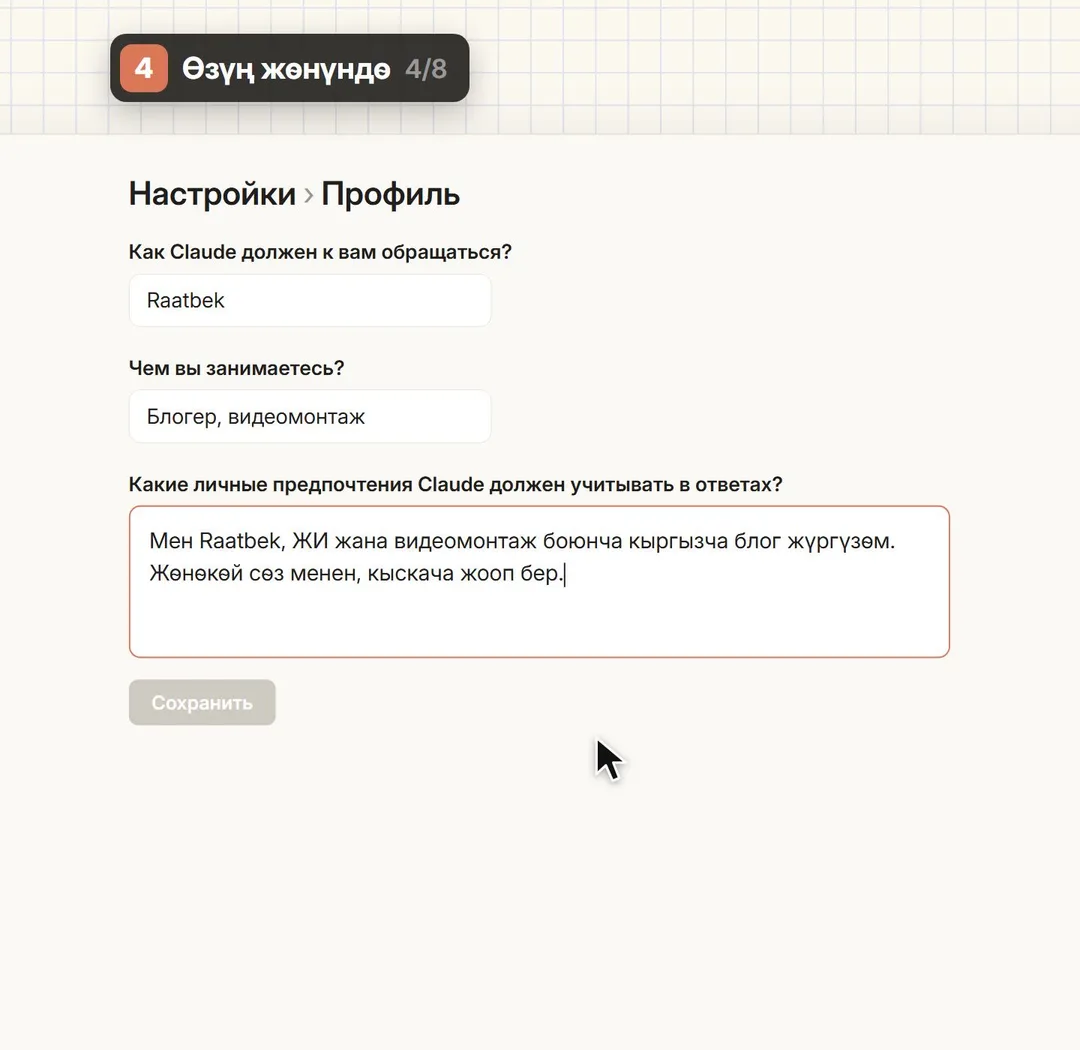 4 Өзүң жөнүндө 4/8
Настройки › Профиль
Как Claude должен к вам обращаться?
Raatbek
Чем вы занимаетесь?
Блогер, видеомонтаж
Какие личные предпочтения Claude должен учитывать в ответах?
Мен Raatbek, ЖИ жана видеомонтаж боюнча кыргызча блог жүргүзөм.
Жөнөкөй сөз менен, кыскача жооп бер.
Сохранить